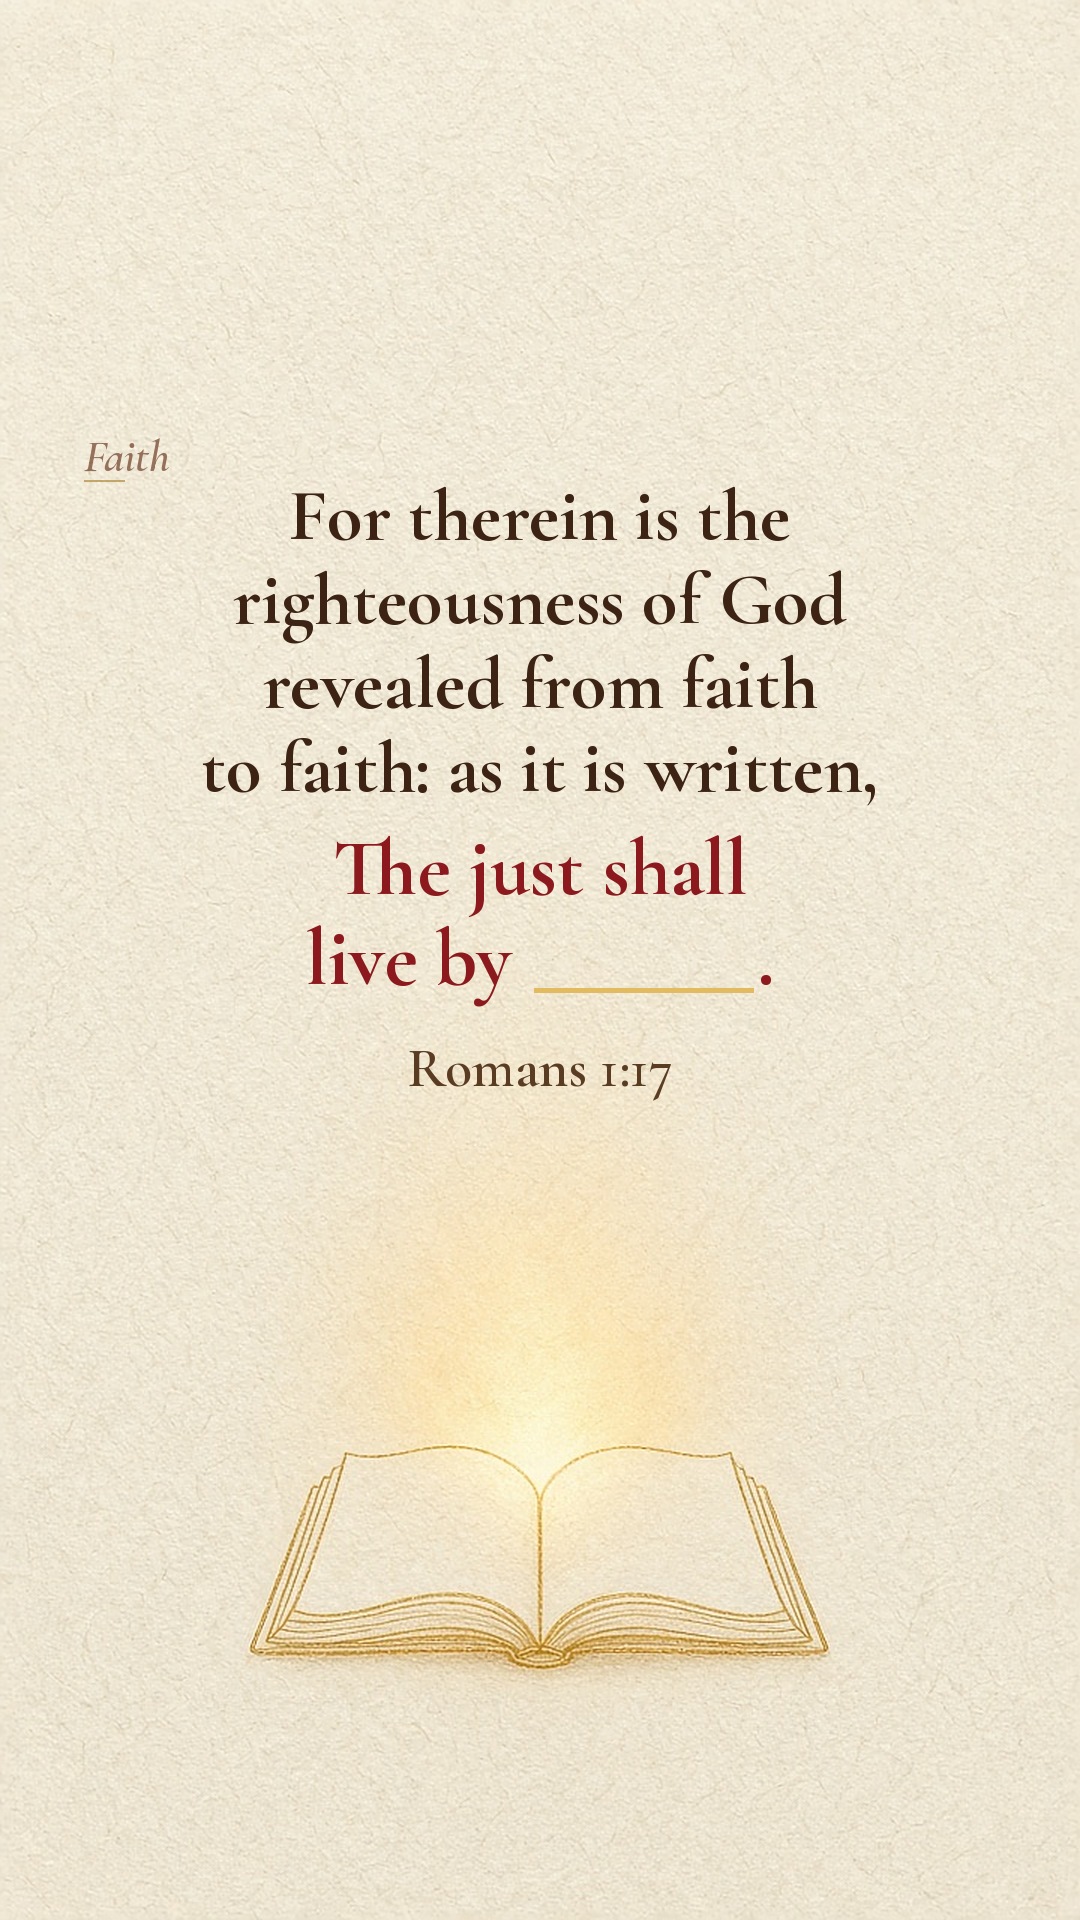 Faith
For therein is the
righteousness of God
revealed from faith
to faith: as it is written,
The just shall
live by ______.
Romans 1:17